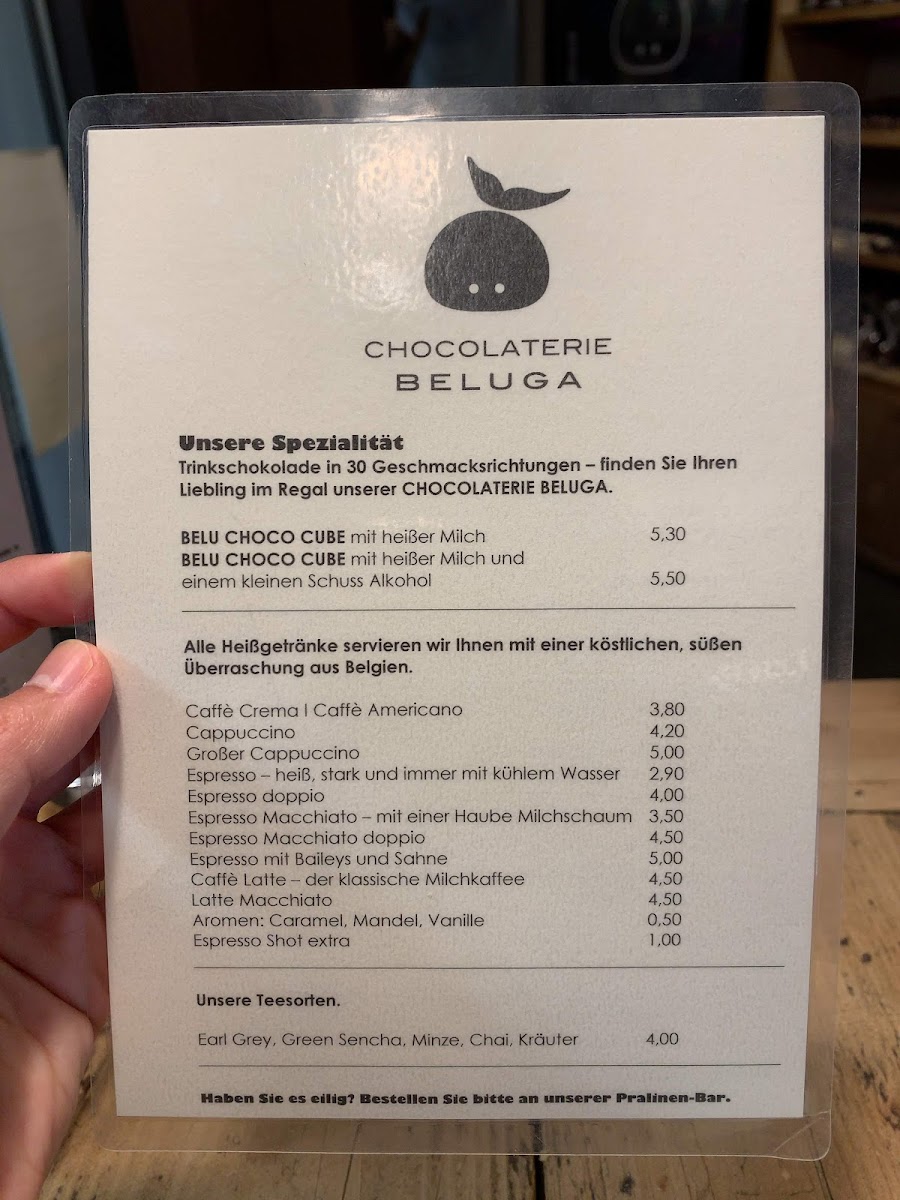 CHOCOLATERIE
BELUGA
Unsere Spezialität
Trinkschokolade in 30 Geschmacksrichtungen – finden Sie Ihren
Liebling im Regal unserer CHOCOLATERIE BELUGA.
BELU CHOCO CUBE mit heißer Milch 5,30
BELU CHOCO CUBE mit heißer Milch und
einem kleinen Schuss Alkohol 5,50
Alle Heißgetränke servieren wir Ihnen mit einer köstlichen, süßen
Überraschung aus Belgien.
Caffè Crema | Caffè Americano 3,80
Cappuccino 4,20
Großer Cappuccino 5,00
Espresso – heiß, stark und immer mit kühlem Wasser 2,90
Espresso doppio 4,00
Espresso Macchiato – mit einer Haube Milchschaum 3,50
Espresso Macchiato doppio 4,50
Espresso mit Baileys und Sahne 5,00
Caffè Latte – der klassische Milchkaffee 4,50
Latte Macchiato 4,50
Aromen: Caramel, Mandel, Vanille 0,50
Espresso Shot extra 1,00
Unsere Teesorten.
Earl Grey, Green Sencha, Minze, Chai, Kräuter 4,00
Haben Sie es eilig? Bestellen Sie bitte an unserer Pralinen-Bar.